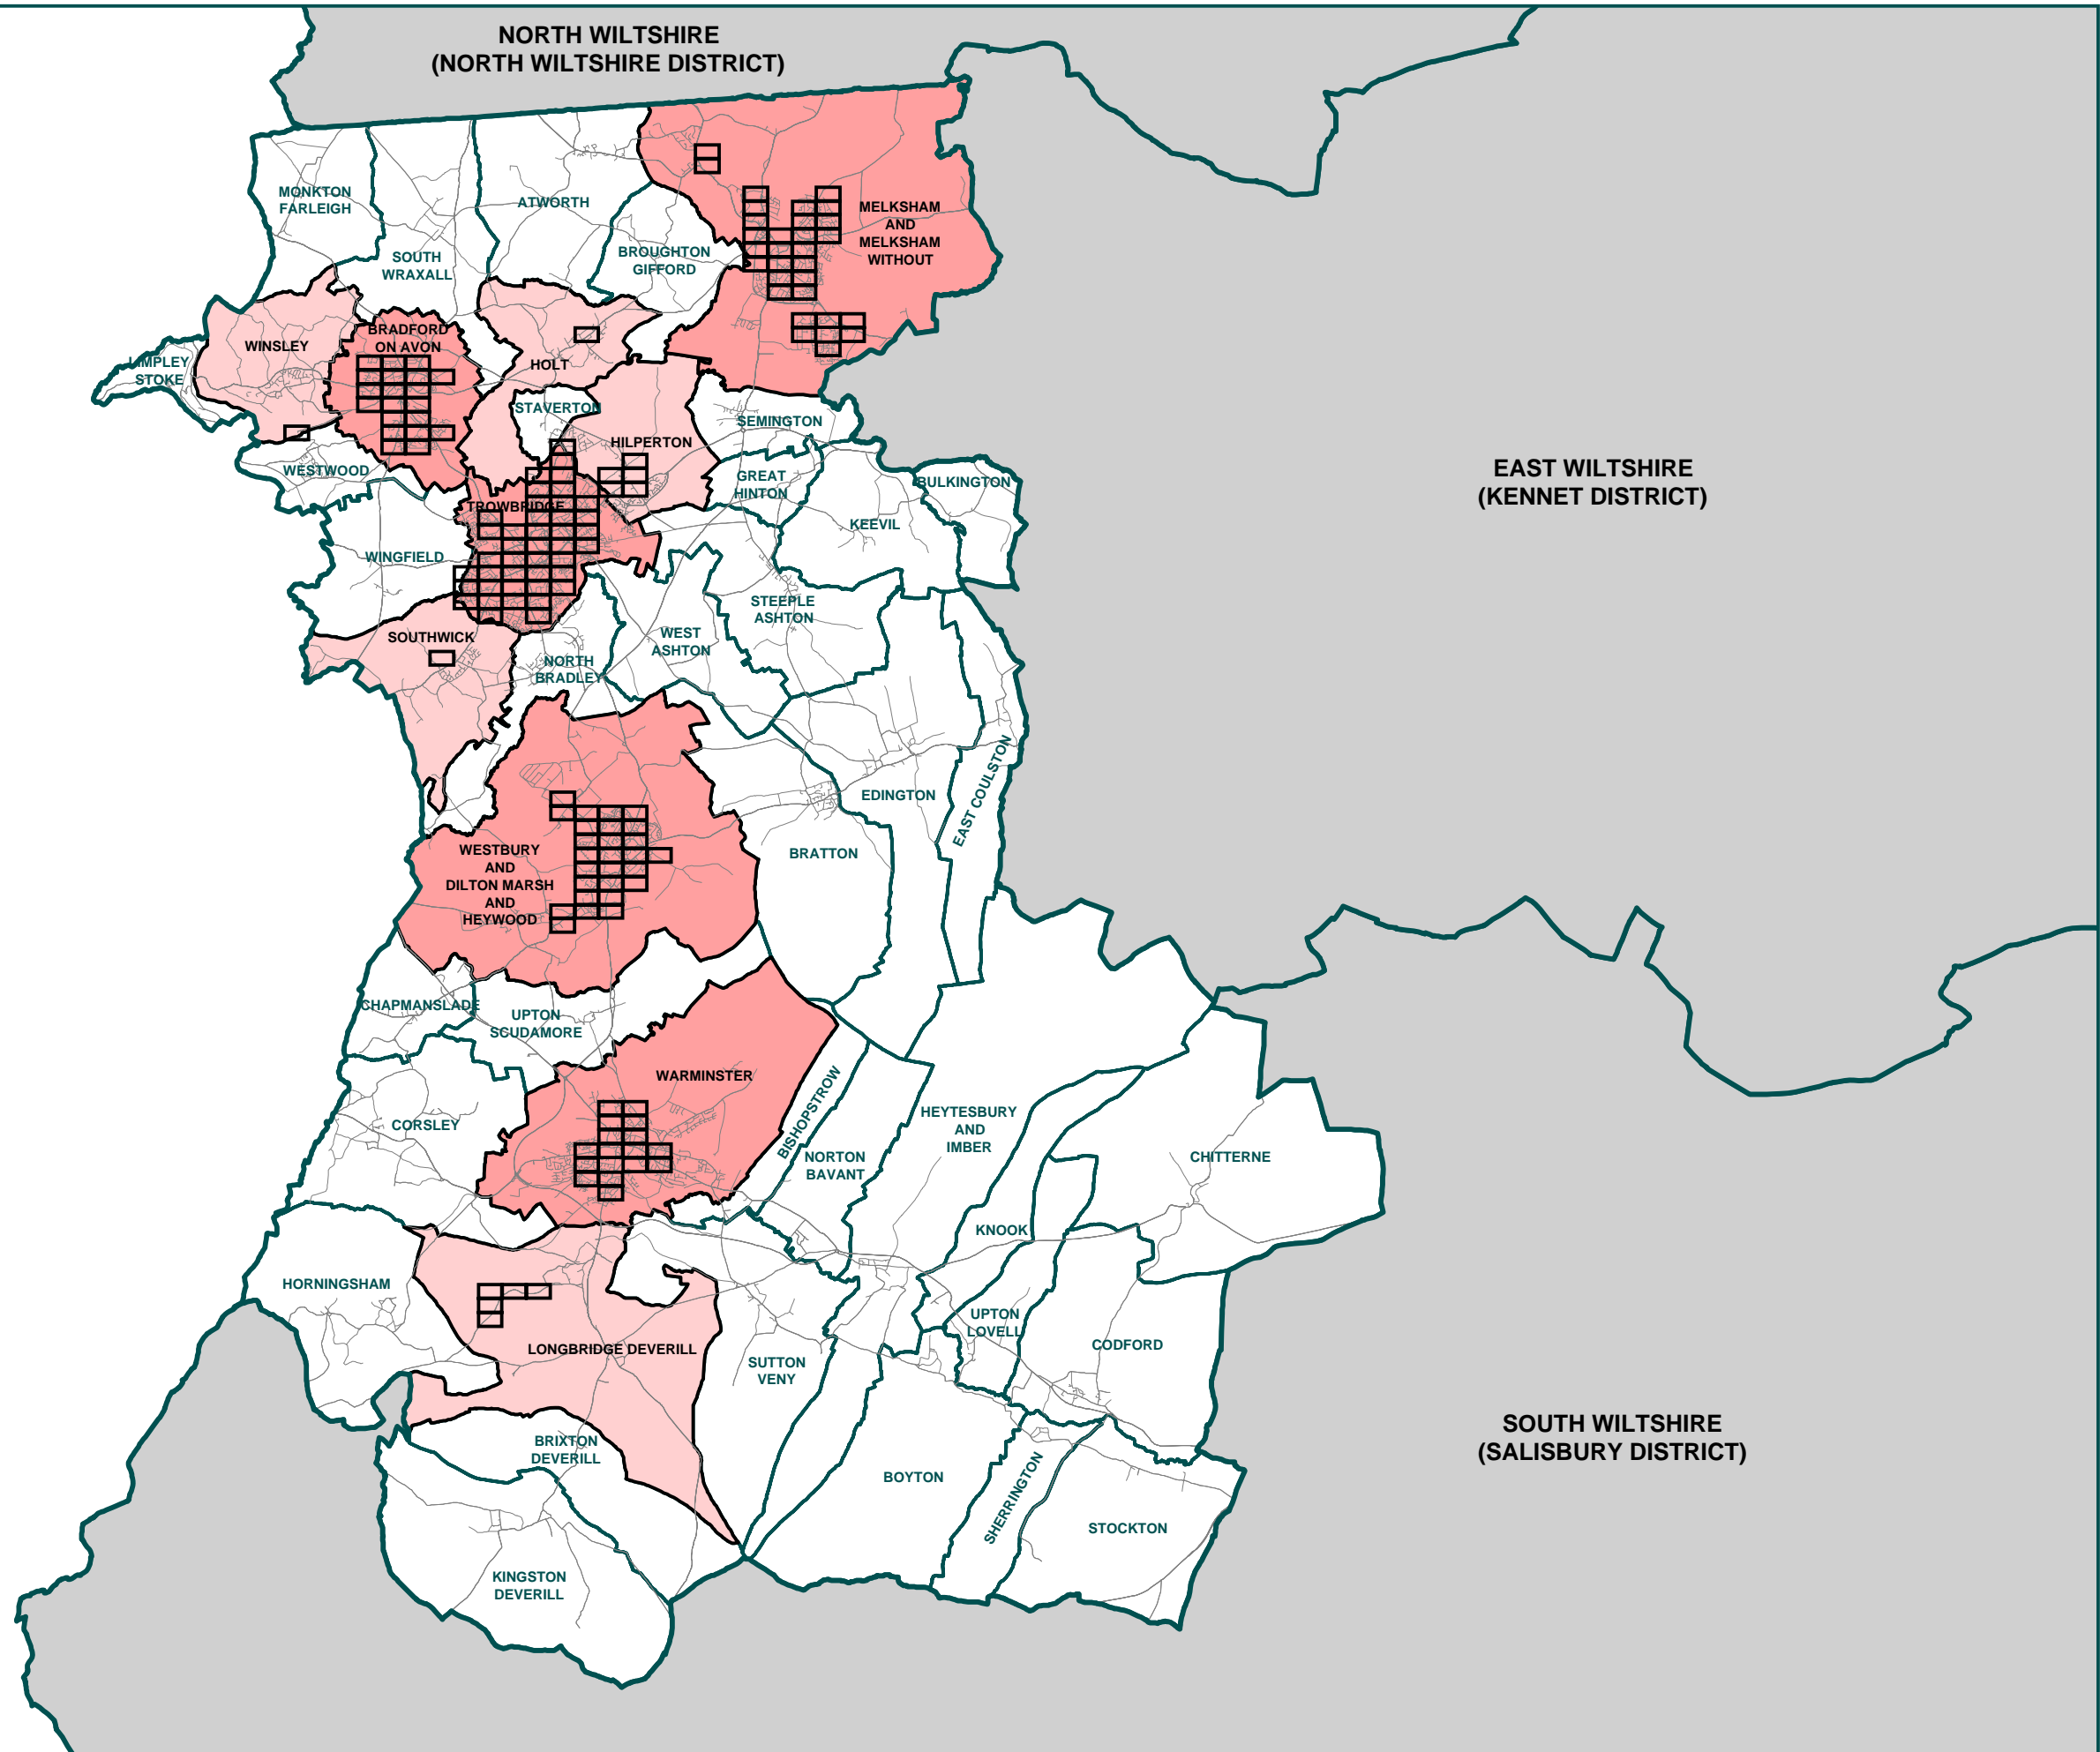 NORTH WILTSHIRE
(NORTH WILTSHIRE DISTRICT)
MONKTON
FARLEIGH
SOUTH
WRAXALL
ATWORTH
BROUGHTON
GIFFORD
MELKSHAM
AND
MELKSHAM
WITHOUT
WINSLEY
LIMPLEY
STOKE
BRADFORD
ON AVON
HOLT
STAVERTON
HILPERTON
SEMINGTON
WESTWOOD
GREAT
HINTON
BULKINGTON
KEEVIL
TROWBRIDGE
WINGFIELD
EAST WILTSHIRE
(KENNET DISTRICT)
STEEPLE
ASHTON
SOUTHWICK
WEST
ASHTON
NORTH
BRADLEY
EDINGTON
EAST COULSTON
BRATTON
WESTBURY
AND
DILTON MARSH
AND
HEYWOOD
CHAPMANSLADE
UPTON
SCUDAMORE
WARMINSTER
BISHOPSTROW
CORSLEY
HEYTESBURY
AND
IMBER
NORTON
BAVANT
CHITTERNE
KNOOK
HORNINGSHAM
UPTON
LOVELL
CODFORD
LONGBRIDGE DEVERILL
SUTTON
VENY
SOUTH WILTSHIRE
(SALISBURY DISTRICT)
BRIXTON
DEVERILL
BOYTON
SHERRINGTON
STOCKTON
KINGSTON
DEVERILL